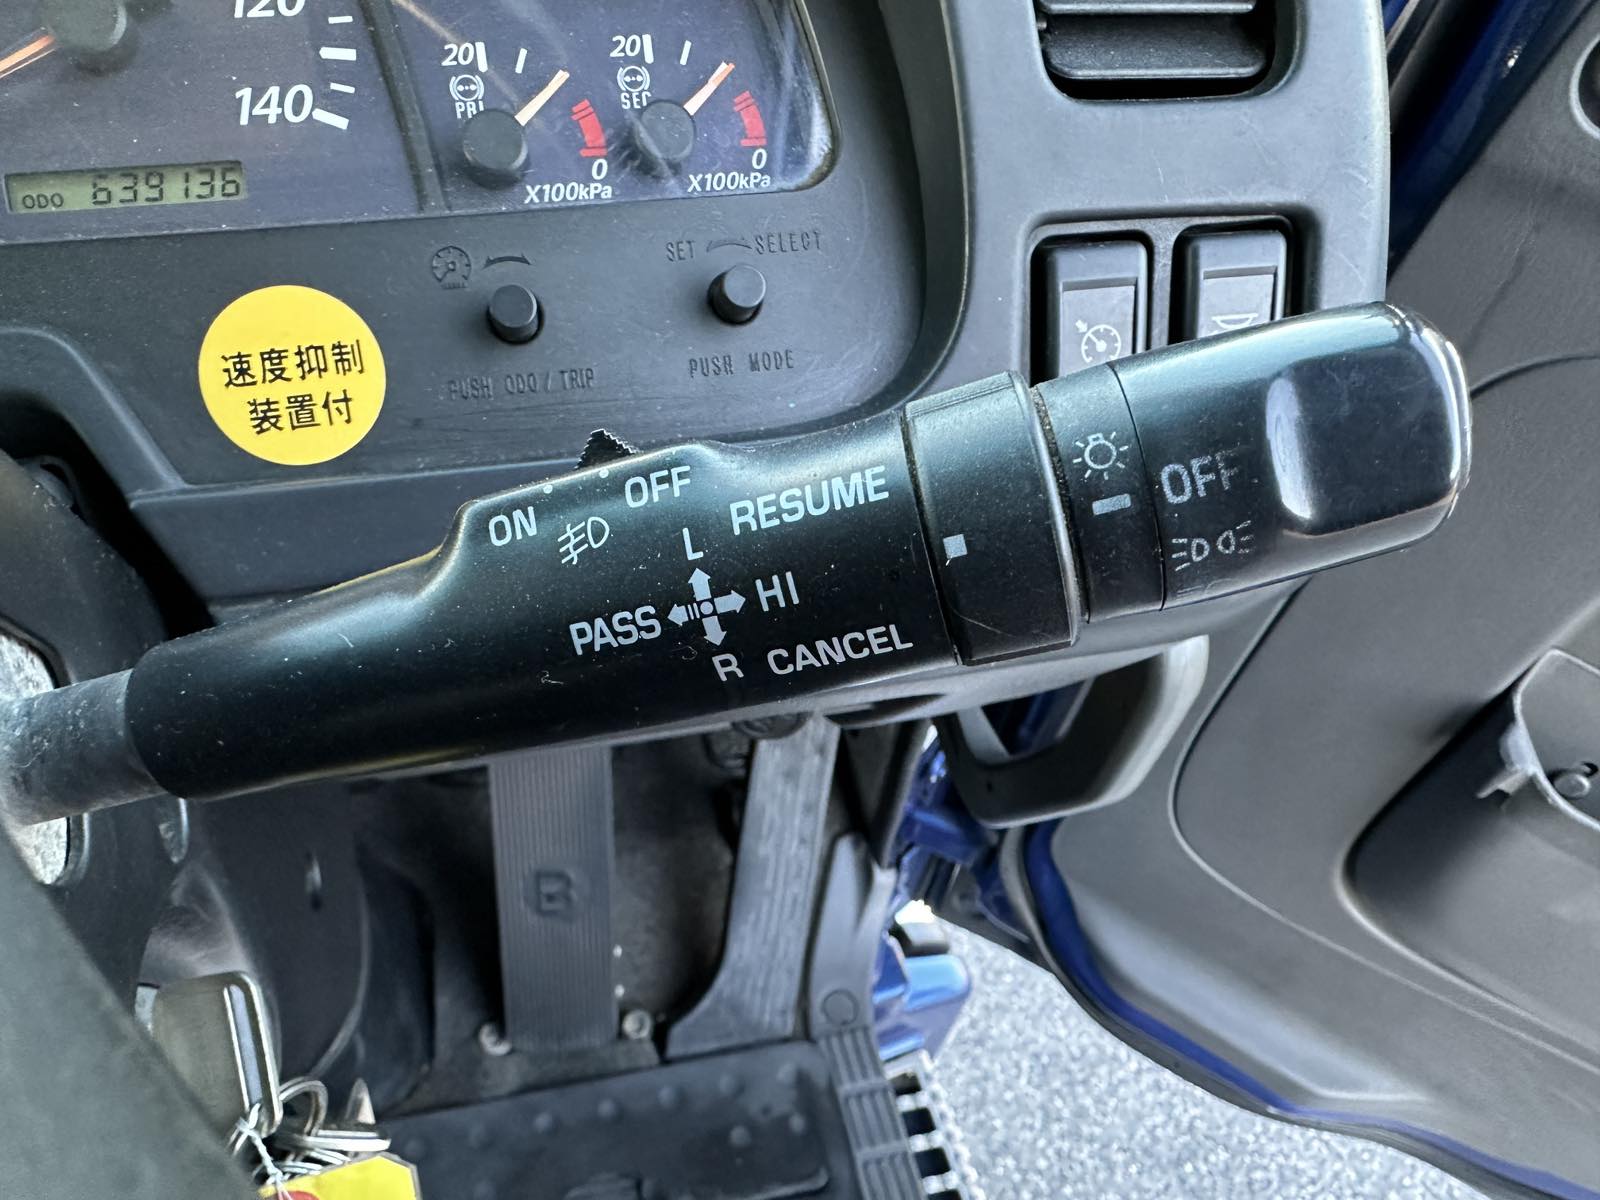 120
140
ODO 639136
20
PRI
0
X100kPa
20
SEC
0
X100kPa
SET SELECT
PUSH ODO / TRIP
PUSH MODE
速度抑制
装置付
ON OFF RESUME
L
PASS HI
R CANCEL
OFF
B